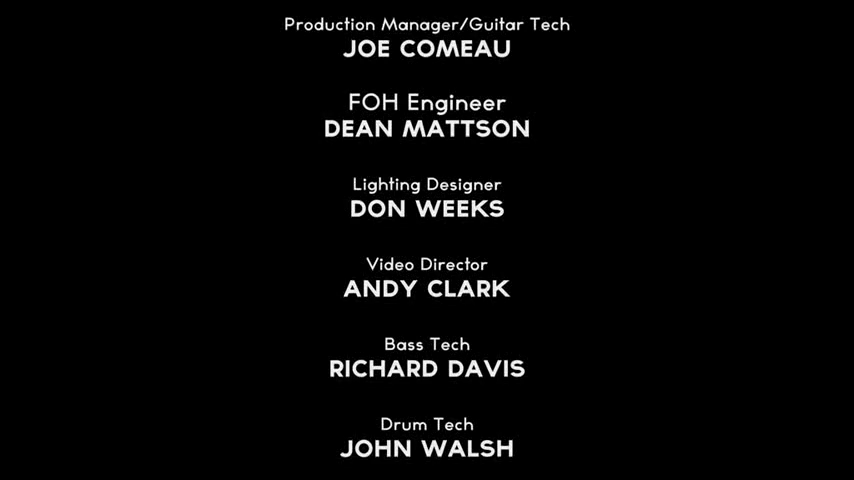 Production Manager/Guitar Tech
JOE COMEAU
FOH Engineer
DEAN MATTSON
Lighting Designer
DON WEEKS
Video Director
ANDY CLARK
Bass Tech
RICHARD DAVIS
Drum Tech
JOHN WALSH